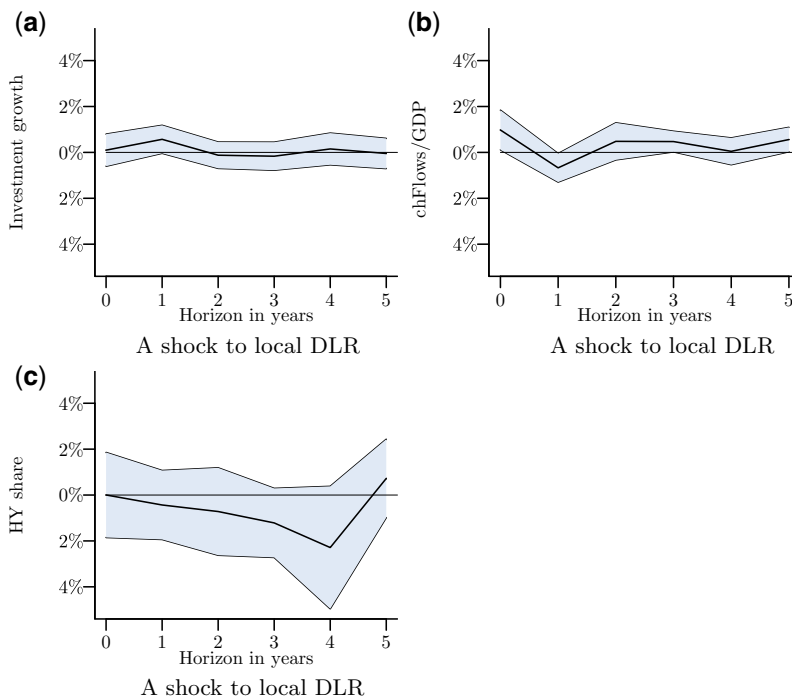 (a)
Investment growth
4%
2%
0%
2%
4%
0 1 2 3 4 5
Horizon in years
A shock to local DLR
(b)
chFlows/GDP
4%
2%
0%
2%
4%
0 1 2 3 4 5
Horizon in years
A shock to local DLR
(c)
HY share
4%
2%
0%
2%
4%
0 1 2 3 4 5
Horizon in years
A shock to local DLR